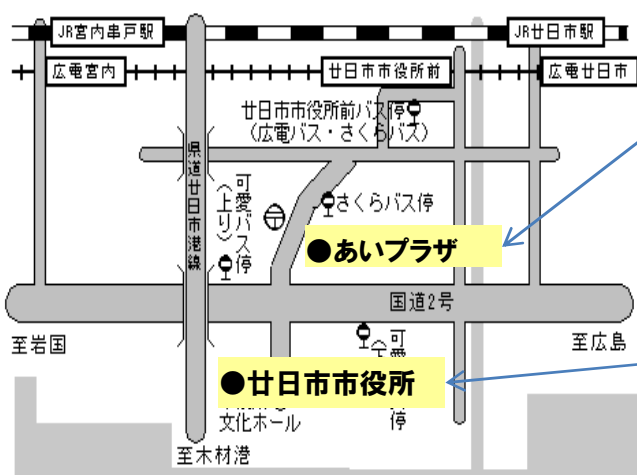 JR宮内串戸駅
JR廿日市駅
広電宮内
廿日市市役所前
広電廿日市
廿日市市役所前バス停
(広電バス・さくらバス)
県道廿日市港線
可愛バス停
(上り)
さくらバス停
●あいプラザ
国道2号
至岩国
至広島
●廿日市市役所
文化ホール
至木材港